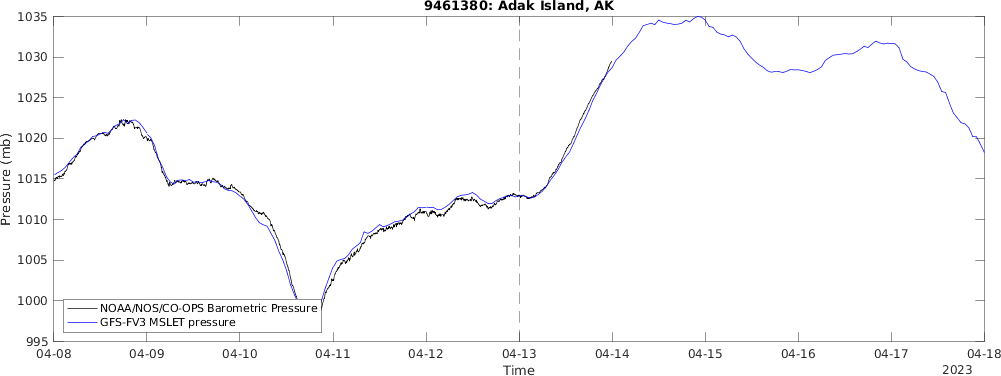 9461380: Adak Island, AK
Pressure (mb)
1035
1030
1025
1020
1015
1010
1005
1000
995
NOAA/NOS/CO-OPS Barometric Pressure
GFS-FV3 MSLET pressure
04-08 04-09 04-10 04-11 04-12 04-13 04-14 04-15 04-16 04-17 04-18
Time
2023